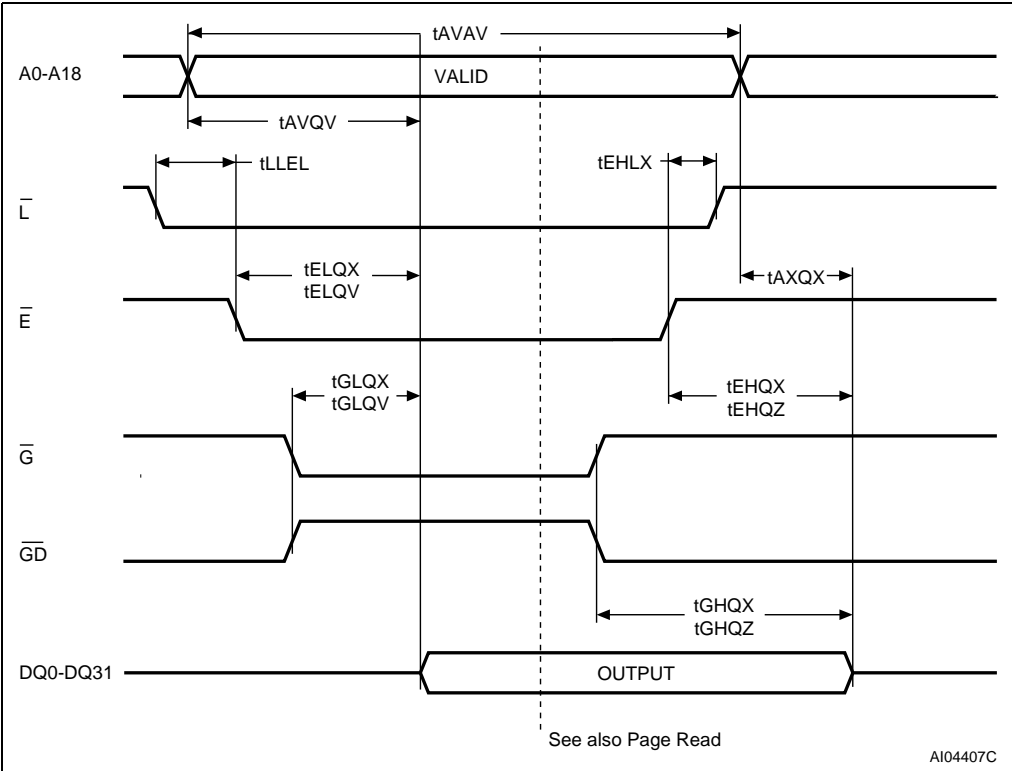 tAVAV
A0-A18
VALID
tAVQV
tLLEL
tEHLX
L̅
tELQX
tELQV
tAXQX
E̅
tGLQX
tGLQV
tEHQX
tEHQZ
G̅
G̅D̅
tGHQX
tGHQZ
DQ0-DQ31
OUTPUT
See also Page Read
AI04407C